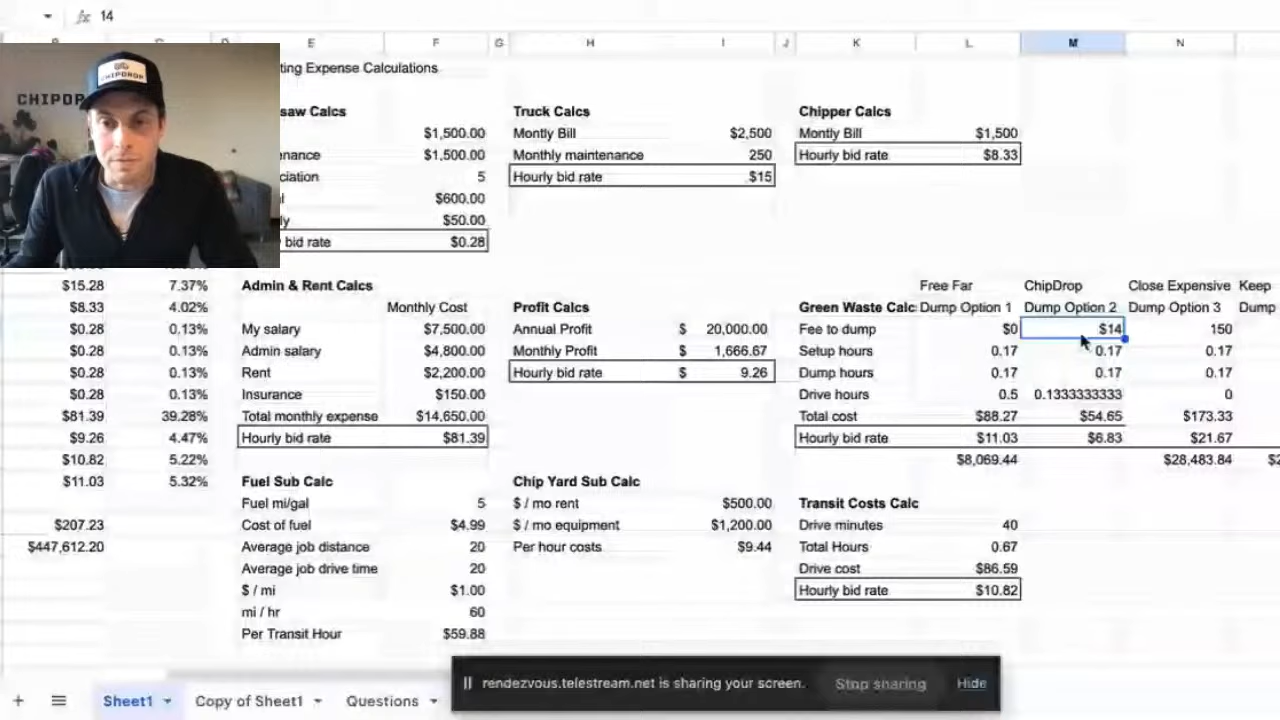 14
E F G H I J K L M N
CHIPDROP
CHIPDROP
ting Expense Calculations
saw Calcs Truck Calcs Chipper Calcs
$1,500.00 Montly Bill $2,500 Montly Bill $1,500
nance $1,500.00 Monthly maintenance 250 Hourly bid rate $8.33
ciation 5 Hourly bid rate $15
$600.00
ly $50.00
bid rate $0.28
$15.28 7.37% Admin & Rent Calcs Free Far ChipDrop Close Expensive Keep
$8.33 4.02% Monthly Cost Profit Calcs Green Waste Calc Dump Option 1 Dump Option 2 Dump Option 3 Dump
$0.28 0.13% My salary $7,500.00 Annual Profit $ 20,000.00 Fee to dump $0 $14 150
$0.28 0.13% Admin salary $4,800.00 Monthly Profit $ 1,666.67 Setup hours 0.17 0.17 0.17
$0.28 0.13% Rent $2,200.00 Hourly bid rate $ 9.26 Dump hours 0.17 0.17 0.17
$0.28 0.13% Insurance $150.00 Drive hours 0.5 0.1333333333 0
$81.39 39.28% Total monthly expense $14,650.00 Total cost $88.27 $54.65 $173.33
$9.26 4.47% Hourly bid rate $81.39 Hourly bid rate $11.03 $6.83 $21.67
$10.82 5.22% $8,069.44 $28,483.84
$11.03 5.32% Fuel Sub Calc Chip Yard Sub Calc
Fuel mi/gal 5 $ / mo rent $500.00 Transit Costs Calc
$207.23 Cost of fuel $4.99 $ / mo equipment $1,200.00 Drive minutes 40
$447,612.20 Average job distance 20 Per hour costs $9.44 Total Hours 0.67
Average job drive time 20 Drive cost $86.59
$ / mi $1.00 Hourly bid rate $10.82
mi / hr 60
Per Transit Hour $59.88
rendezvous.telestream.net is sharing your screen. Stop sharing Hide
Sheet1 Copy of Sheet1 Questions